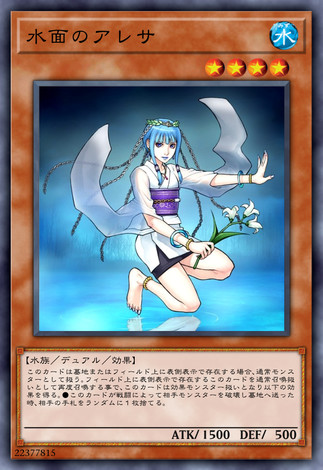 水面のアレサ
水
【水族／デュアル／効果】
このカードは墓地またはフィールド上に表側表示で存在する場合、通常モン
スターとして扱う。フィールド上に表側表示で存在するこのカードを通常召喚扱
いとして再度召喚する事で、このカードは効果モンスター扱いとなり以下の効
果を得る。●このカードが戦闘によって相手モンスターを破壊し墓地へ送った
時、相手の手札をランダムに１枚捨てる。
ATK/ 1500 DEF/ 500
22377815